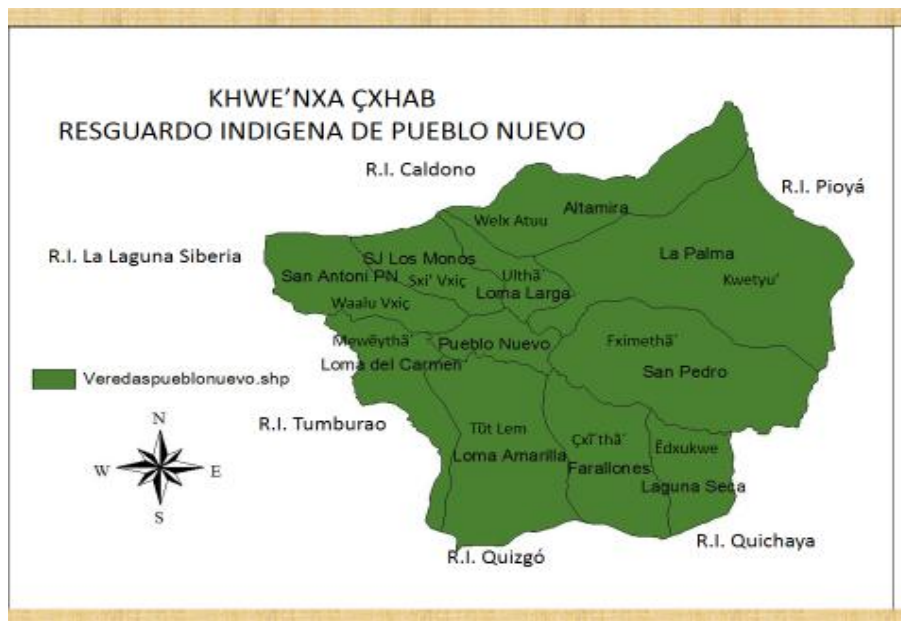 KHWE’NXA ÇXHAB
RESGUARDO INDIGENA DE PUEBLO NUEVO
R.I. Caldono
R.I. Pioyá
R.I. La Laguna Siberia
Altamira
Welx Atuu
La Palma
Kwetyu'
SJ Los Monos
Sxi' Vxiç
San Antoni PN
Waalu Vxiç
Ulthã´
Loma Larga
Mewẽythã´
Loma del Carmen
Pueblo Nuevo
Fximethã´
San Pedro
Veredaspueblonuevo.shp
R.I. Tumburao
Tũt Lem
Loma Amarilla
Çxĩ'thã´
Farallones
Ẽdxukwe
Laguna Seca
N
W
E
S
R.I. Quizgó
R.I. Quichaya